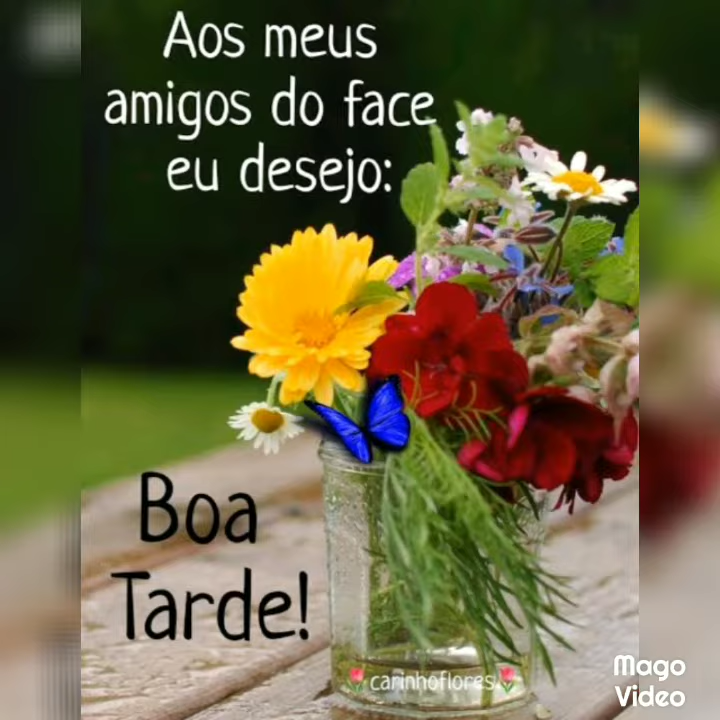 Aos meus
amigos do face
eu desejo:
Boa
Tarde!
carinhoflores
Mago
Video